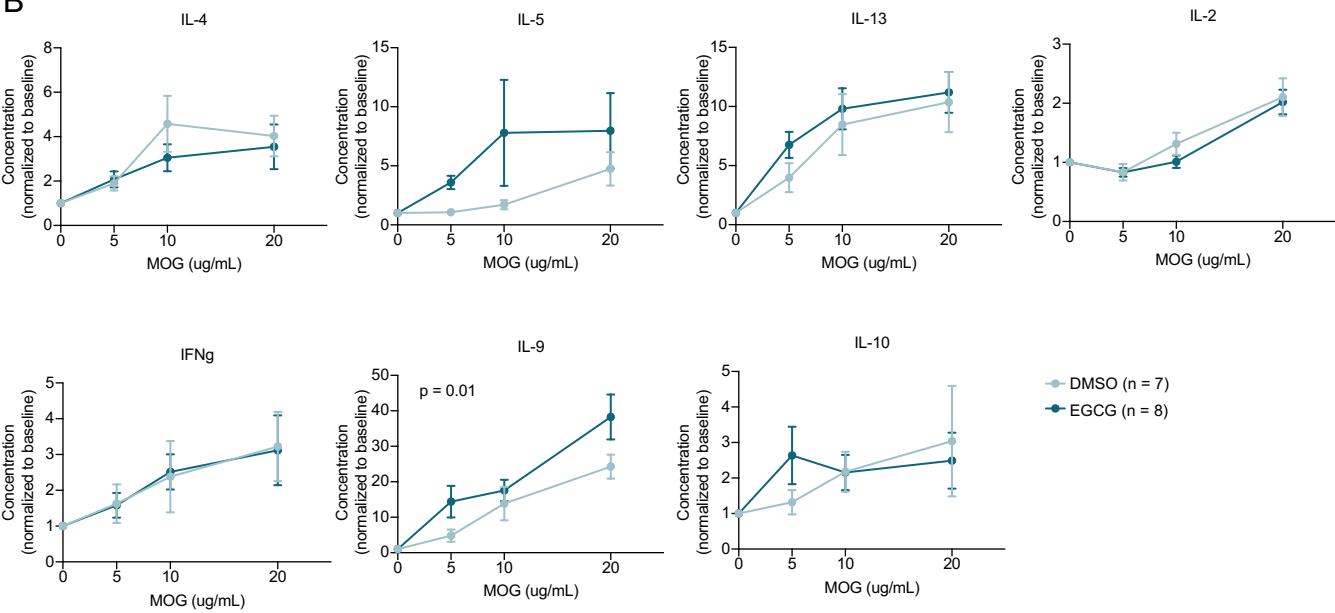 B
IL-4
Concentration
(normalized to baseline)
8
6
4
2
0
0 5 10 20
MOG (ug/mL)
IL-5
Concentration
(normalized to baseline)
15
10
5
0
0 5 10 20
MOG (ug/mL)
IL-13
Concentration
(normalized to baseline)
15
10
5
0
0 5 10 20
MOG (ug/mL)
IL-2
Concentration
(normalized to baseline)
3
2
1
0
0 5 10 20
MOG (ug/mL)
IFNg
Concentration
(normalized to baseline)
5
4
3
2
1
0
0 5 10 20
MOG (ug/mL)
IL-9
p = 0.01
Concentration
(normalized to baseline)
50
40
30
20
10
0
0 5 10 20
MOG (ug/mL)
IL-10
Concentration
(normalized to baseline)
5
4
3
2
1
0
0 5 10 20
MOG (ug/mL)
DMSO (n = 7)
EGCG (n = 8)